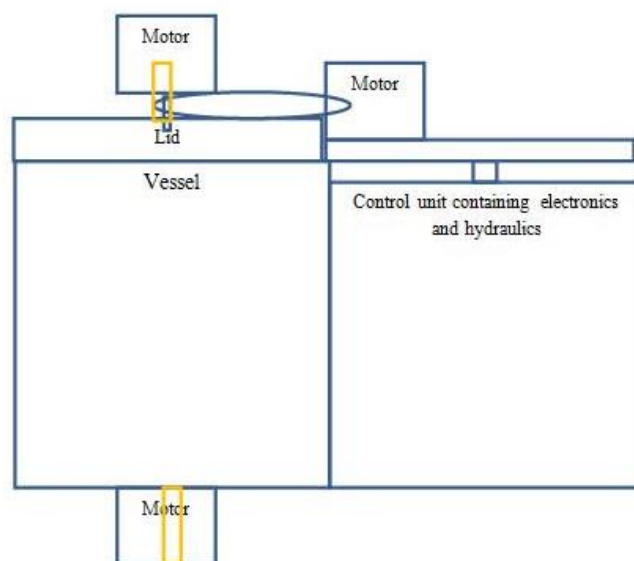 Motor
Motor
Lid
Vessel
Control unit containing electronics
and hydraulics
Motor